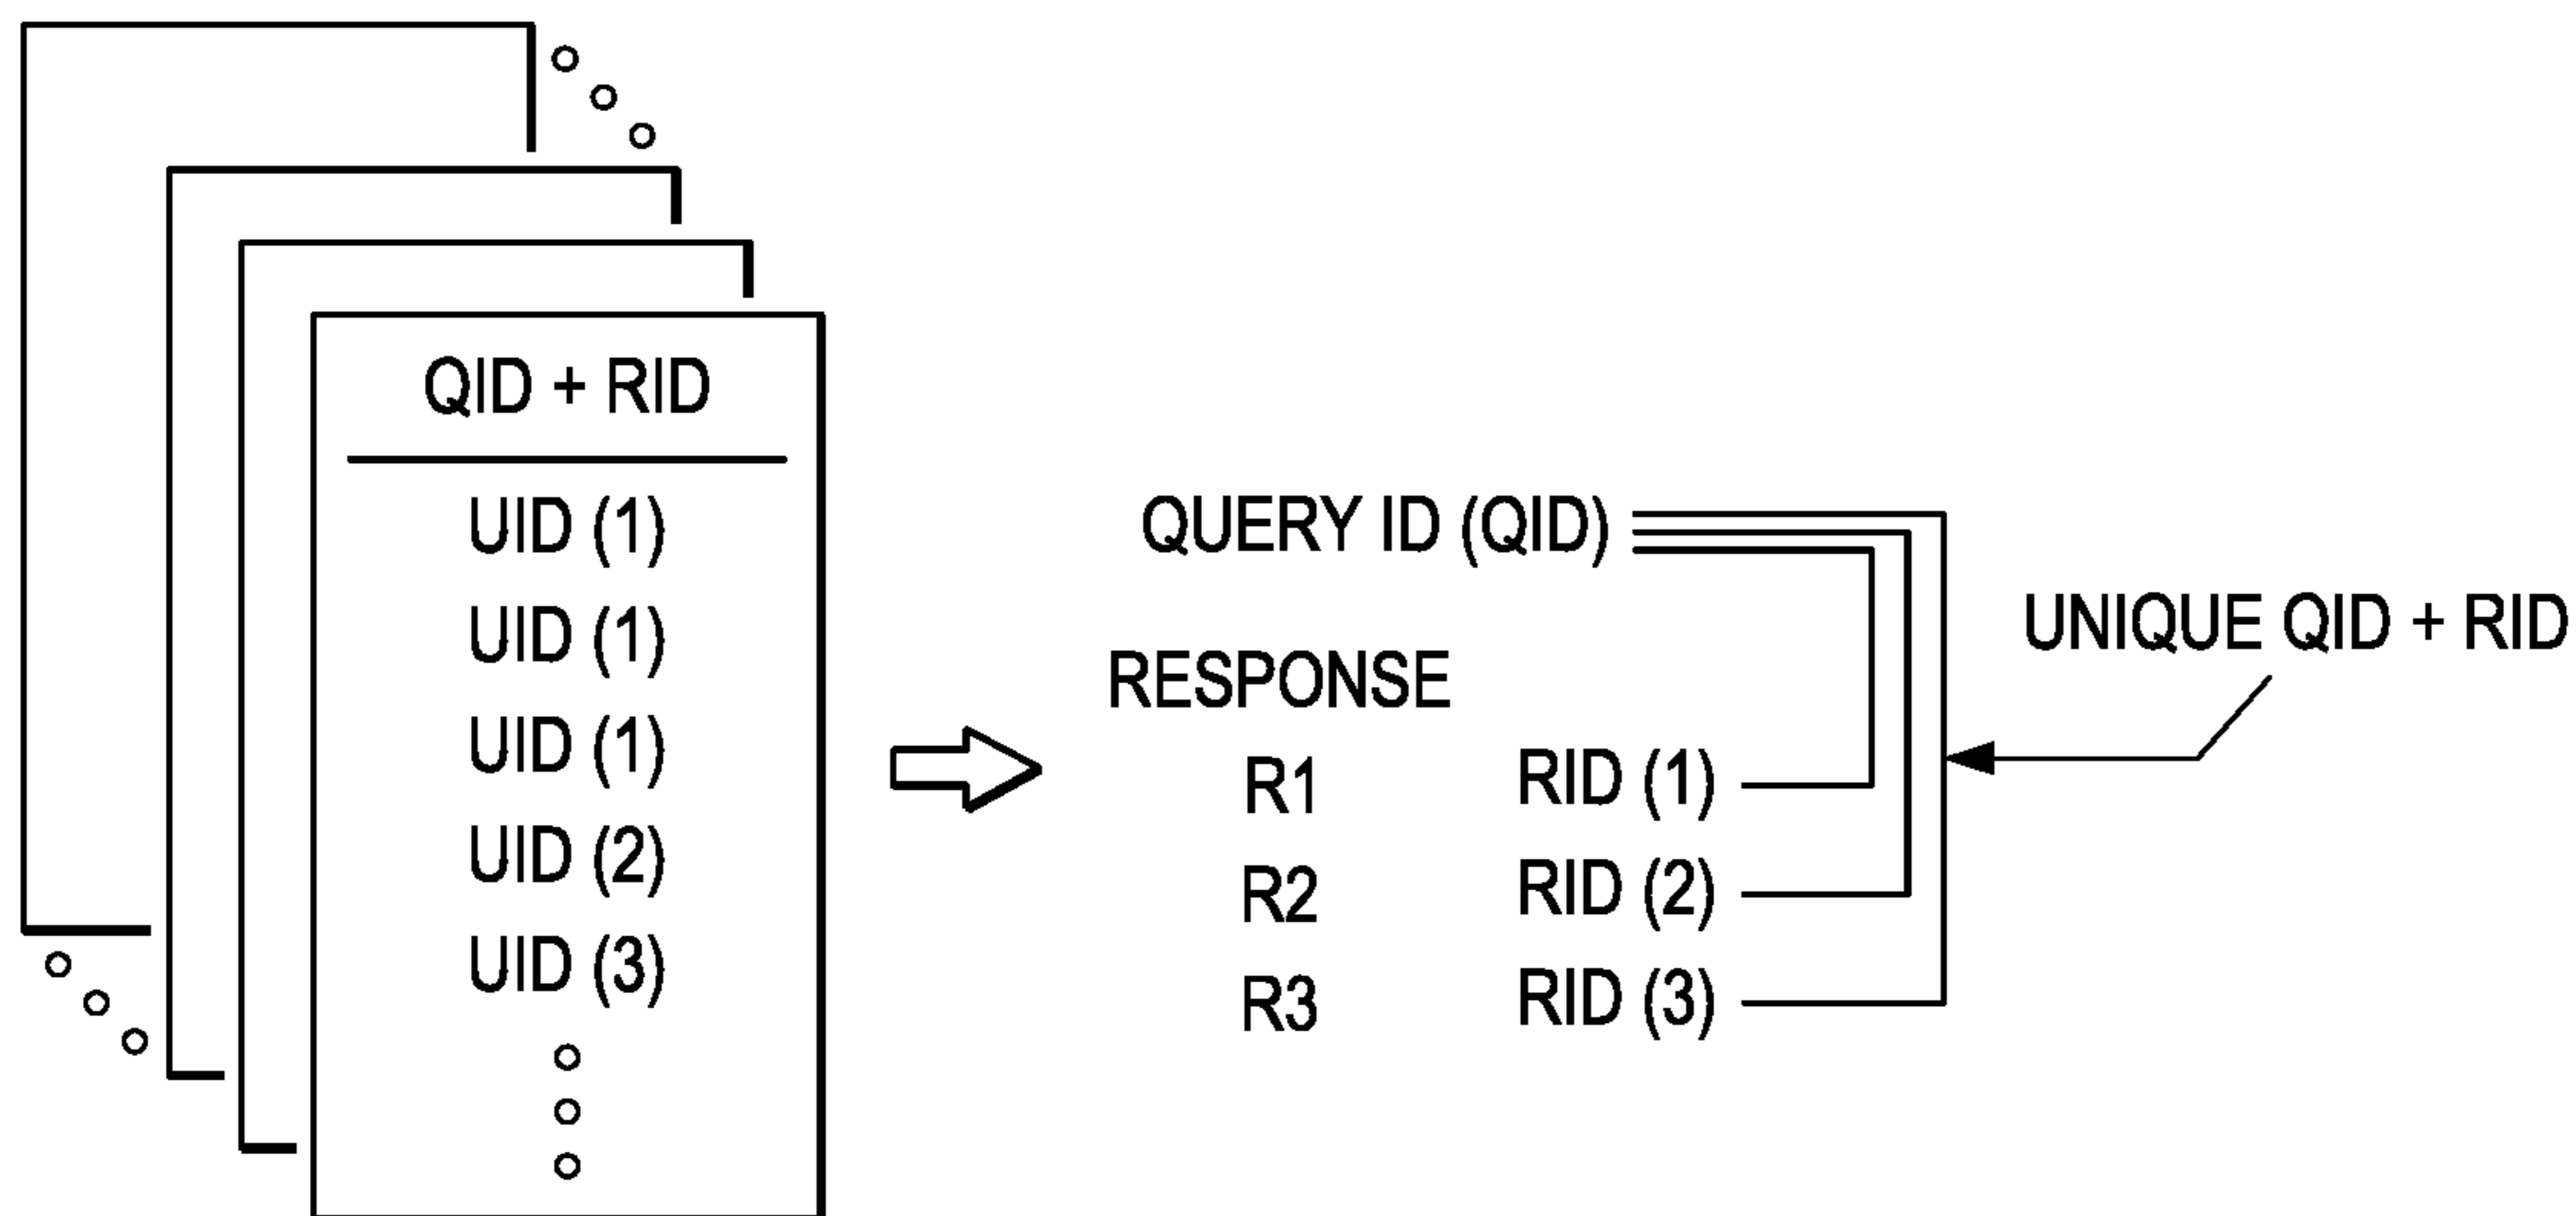 QID + RID
UID (1)
UID (1)
UID (1)
UID (2)
UID (3)
QUERY ID (QID)
RESPONSE
R1 RID (1)
R2 RID (2)
R3 RID (3)
UNIQUE QID + RID